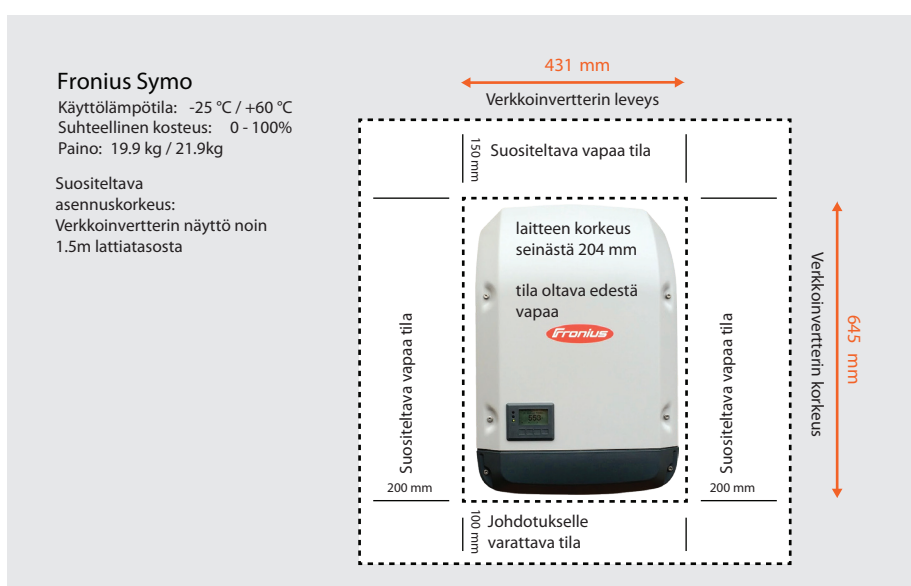 Fronius Symo
Käyttölämpötila: -25 °C / +60 °C
Suhteellinen kosteus: 0 - 100%
Paino: 19.9 kg / 21.9kg
Suositeltava
asennuskorkeus:
Verkkoinvertterin näyttö noin
1.5m lattiatasosta
431 mm
Verkkoinvertterin leveys
150 mm
Suositeltava vapaa tila
laitteen korkeus
seinästä 204 mm
tila oltava edestä
vapaa
Fronius
550
Suositeltava vapaa tila
200 mm
Suositeltava vapaa tila
200 mm
Verkkoinvertterin korkeus
645 mm
100 mm
Johdotukselle
varattava tila